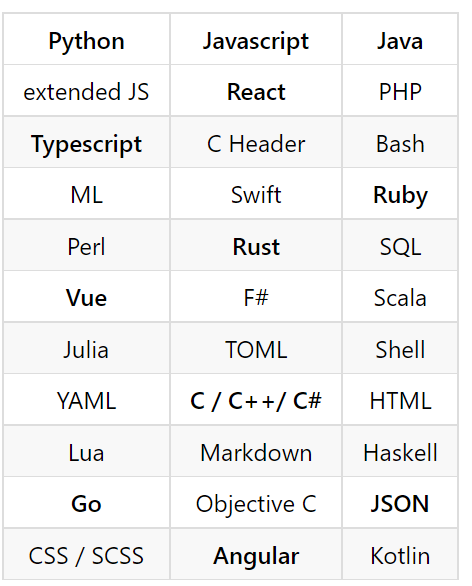 Python Javascript Java
extended JS React PHP
Typescript C Header Bash
ML Swift Ruby
Perl Rust SQL
Vue F# Scala
Julia TOML Shell
YAML C / C++/ C# HTML
Lua Markdown Haskell
Go Objective C JSON
CSS / SCSS Angular Kotlin